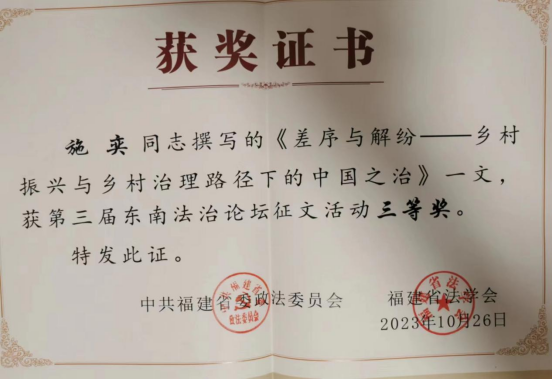 获奖证书
施奕同志撰写的《差序与解纷——乡村
振兴与乡村治理路径下的中国之治》一文，
获第三届东南法治论坛征文活动三等奖。
特发此证。
中共福建省委政法委员会 福建省法学会
2023年10月26日